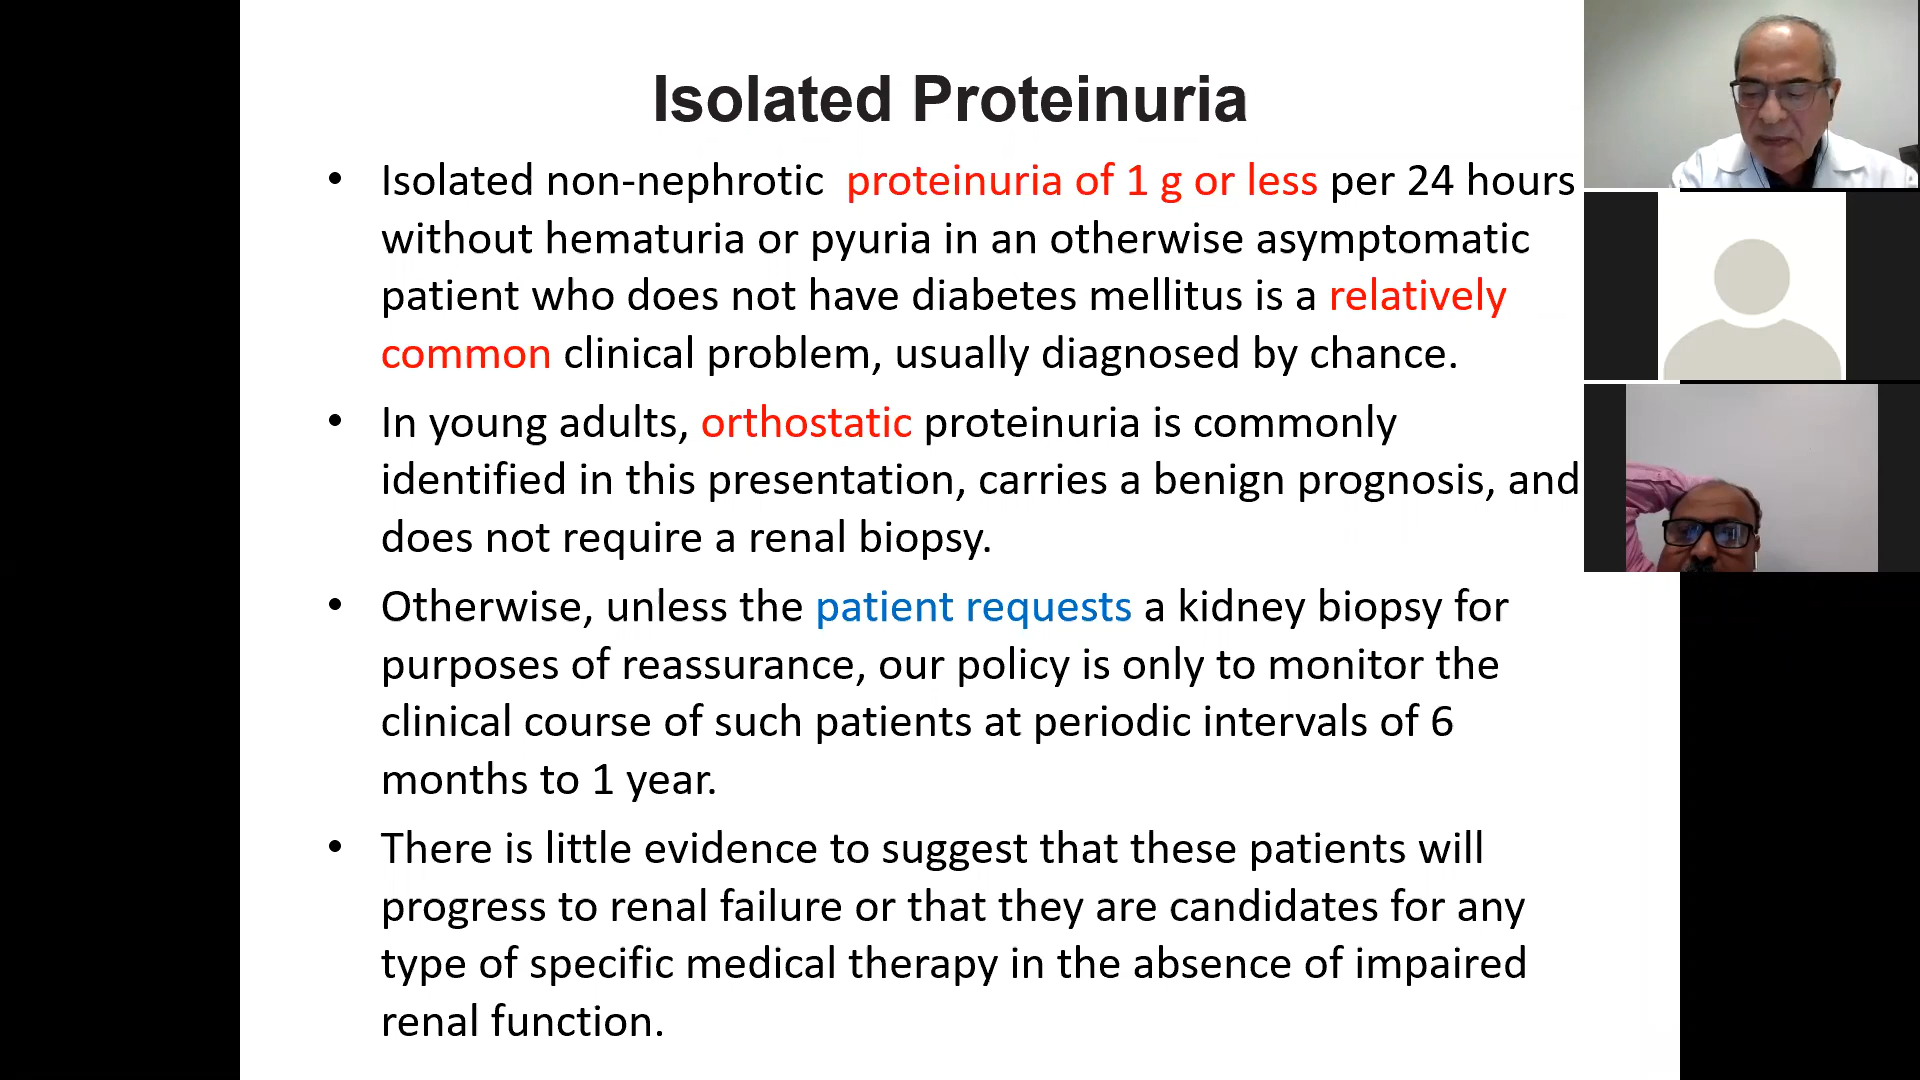 Isolated Proteinuria
• Isolated non-nephrotic proteinuria of 1 g or less per 24 hours
without hematuria or pyuria in an otherwise asymptomatic
patient who does not have diabetes mellitus is a relatively
common clinical problem, usually diagnosed by chance.
• In young adults, orthostatic proteinuria is commonly
identified in this presentation, carries a benign prognosis, and
does not require a renal biopsy.
• Otherwise, unless the patient requests a kidney biopsy for
purposes of reassurance, our policy is only to monitor the
clinical course of such patients at periodic intervals of 6
months to 1 year.
• There is little evidence to suggest that these patients will
progress to renal failure or that they are candidates for any
type of specific medical therapy in the absence of impaired
renal function.